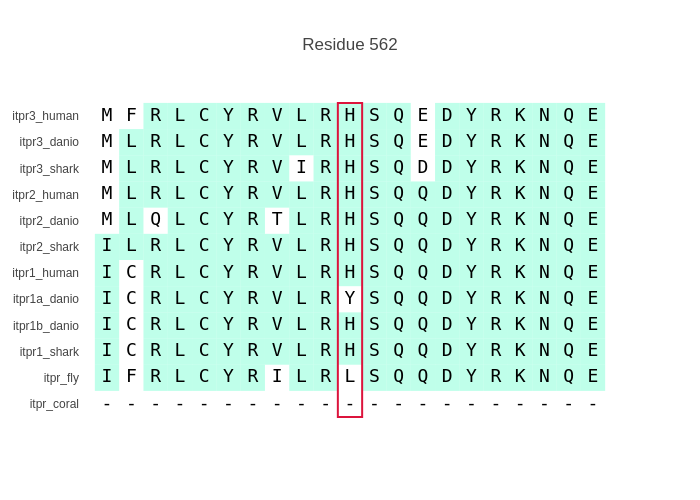 Residue 562
itpr3_human M F R L C Y R V L R H S Q E D Y R K N Q E
itpr3_danio M L R L C Y R V L R H S Q E D Y R K N Q E
itpr3_shark M L R L C Y R V I R H S Q D D Y R K N Q E
itpr2_human M L R L C Y R V L R H S Q Q D Y R K N Q E
itpr2_danio M L Q L C Y R T L R H S Q Q D Y R K N Q E
itpr2_shark I L R L C Y R V L R H S Q Q D Y R K N Q E
itpr1_human I C R L C Y R V L R H S Q Q D Y R K N Q E
itpr1a_danio I C R L C Y R V L R Y S Q Q D Y R K N Q E
itpr1b_danio I C R L C Y R V L R H S Q Q D Y R K N Q E
itpr1_shark I C R L C Y R V L R H S Q Q D Y R K N Q E
itpr_fly I F R L C Y R I L R L S Q Q D Y R K N Q E
itpr_coral - - - - - - - - - - - - - - - - - - - - -